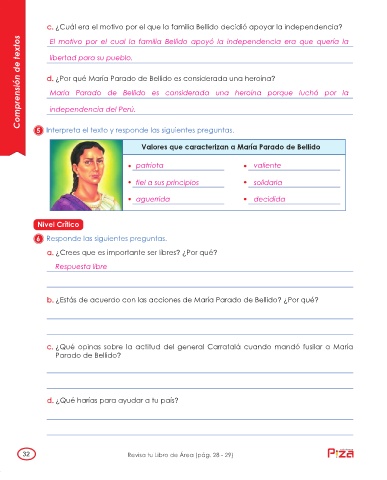 c. ¿Cuál era el motivo por el que la familia Bellido decidió apoyar la independencia?
El motivo por el cual la familia Bellido apoyó la independencia era que quería la
libertad para su pueblo.
d. ¿Por qué María Parado de Bellido es considerada una heroína?
María Parado de Bellido es considerada una heroína porque luchó por la
independencia del Perú.
Comprensión de textos
5 Interpreta el texto y responde las siguientes preguntas.
Valores que caracterizan a María Parado de Bellido
• patriota • valiente
• fiel a sus principios • solidaria
• aguerrida • decidida
Nivel Crítico
6 Responde las siguientes preguntas.
a. ¿Crees que es importante ser libres? ¿Por qué?
Respuesta libre
b. ¿Estás de acuerdo con las acciones de María Parado de Bellido? ¿Por qué?
c. ¿Qué opinas sobre la actitud del general Carratalá cuando mandó fusilar a María
Parado de Bellido?
d. ¿Qué harías para ayudar a tu país?
32 Revisa tu Libro de Área (pág. 28 - 29)